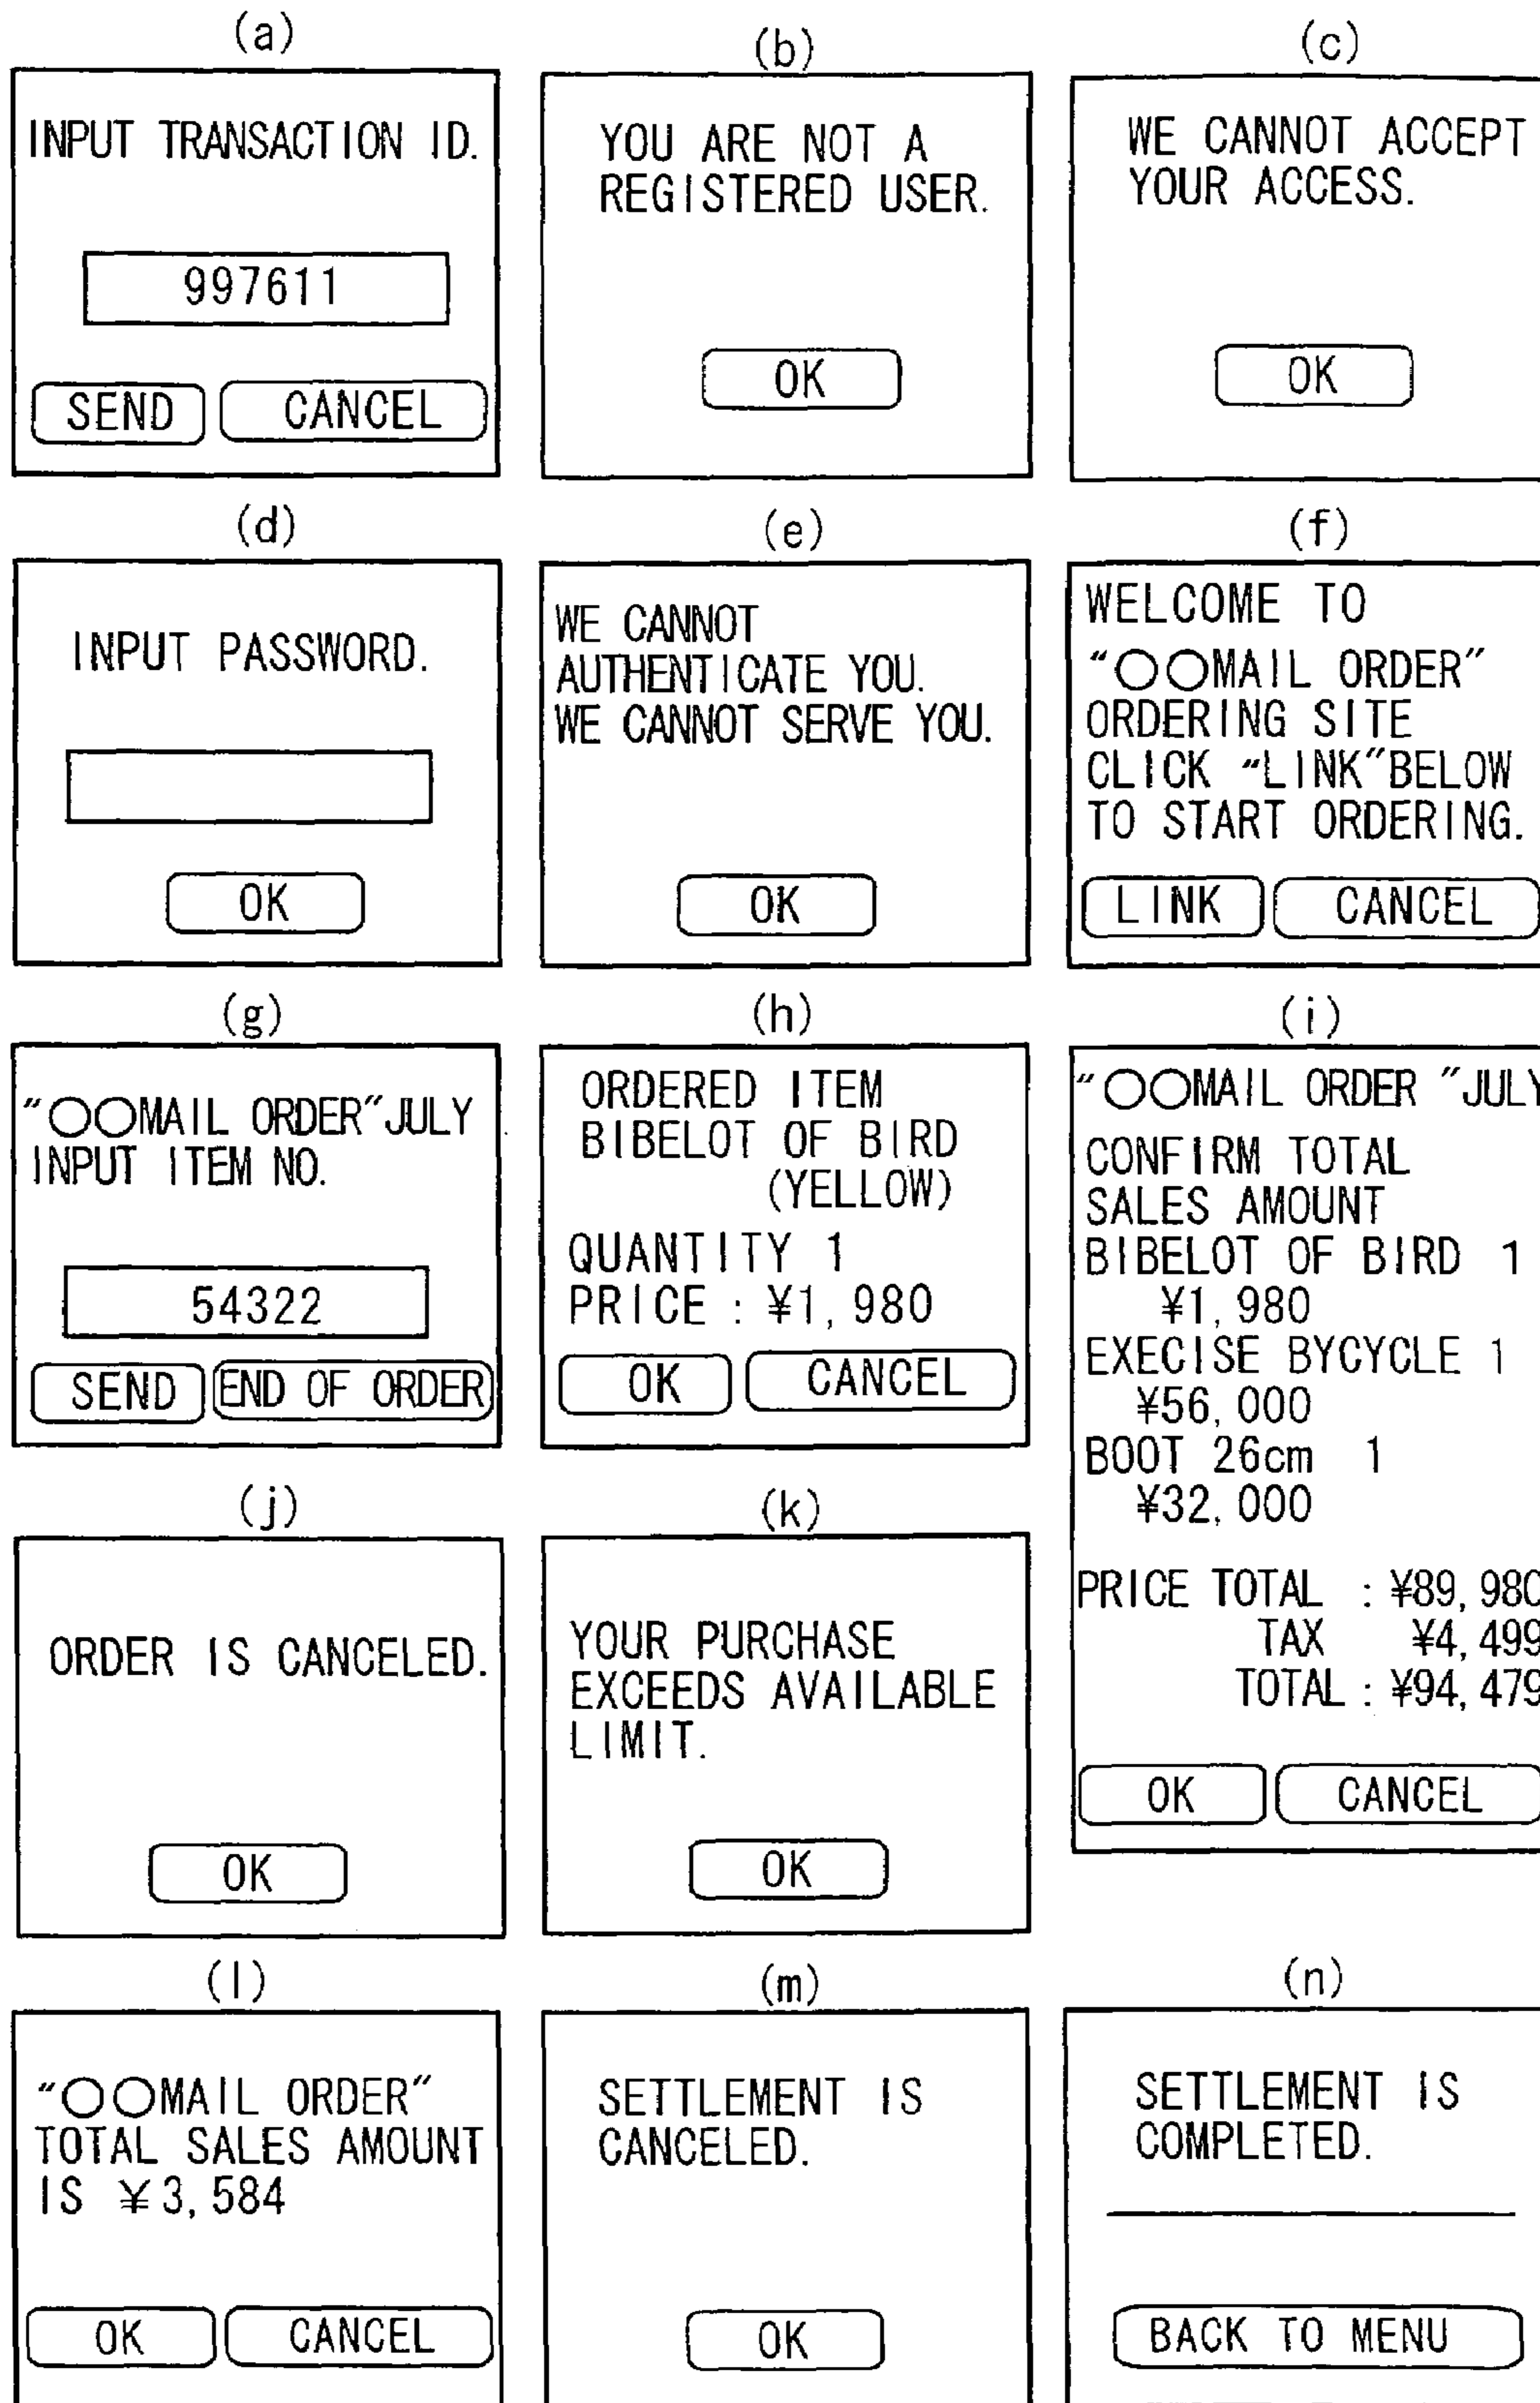 (a)
INPUT TRANSACTION ID.
997611
SEND CANCEL
(b)
YOU ARE NOT A
REGISTERED USER.
OK
(c)
WE CANNOT ACCEPT
YOUR ACCESS.
OK
(d)
INPUT PASSWORD.
OK
(e)
WE CANNOT
AUTHENTICATE YOU.
WE CANNOT SERVE YOU.
OK
(f)
WELCOME TO
“○○MAIL ORDER”
ORDERING SITE
CLICK “LINK”BELOW
TO START ORDERING.
LINK CANCEL
(g)
“○○MAIL ORDER”JULY
INPUT ITEM NO.
54322
SEND END OF ORDER
(h)
ORDERED ITEM
BIBELOT OF BIRD
(YELLOW)
QUANTITY 1
PRICE : ¥1,980
OK CANCEL
(i)
“○○MAIL ORDER ”JULY
CONFIRM TOTAL
SALES AMOUNT
BIBELOT OF BIRD 1
¥1,980
EXECISE BYCYCLE 1
¥56,000
BOOT 26cm 1
¥32,000
PRICE TOTAL : ¥89,980
TAX ¥4,499
TOTAL : ¥94,479
OK CANCEL
(j)
ORDER IS CANCELED.
OK
(k)
YOUR PURCHASE
EXCEEDS AVAILABLE
LIMIT.
OK
(l)
“○○MAIL ORDER”
TOTAL SALES AMOUNT
IS ¥3,584
OK CANCEL
(m)
SETTLEMENT IS
CANCELED.
OK
(n)
SETTLEMENT IS
COMPLETED.
BACK TO MENU